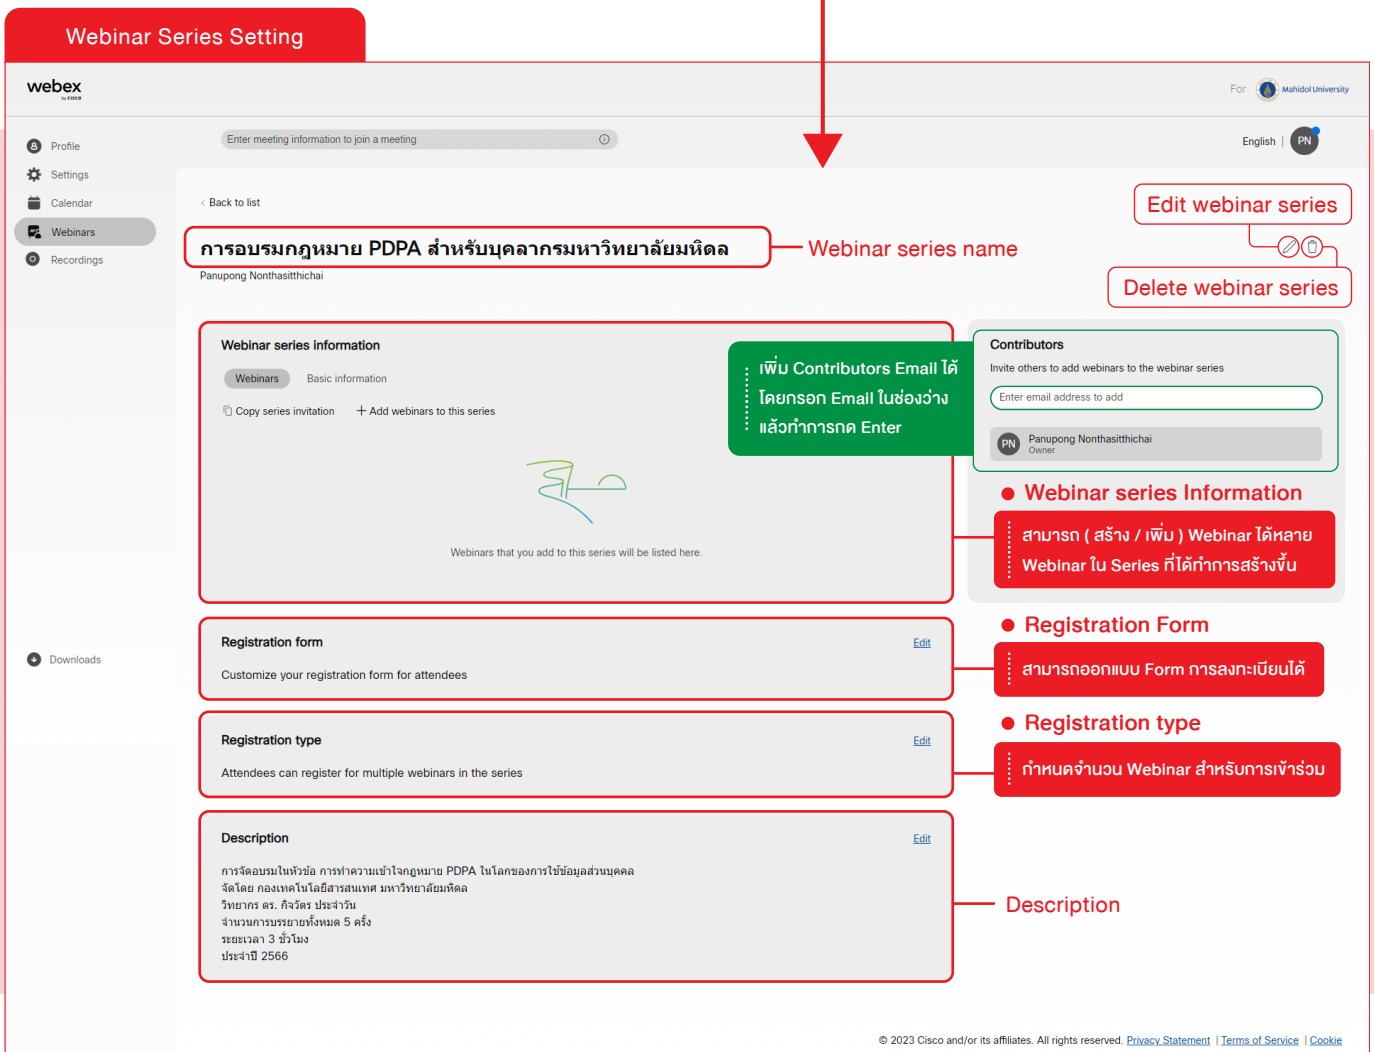 Webinar Series Setting
webex
by CISCO
For
Mahidol University
Profile
Settings
Calendar
Webinars
Recordings
Downloads
Enter meeting information to join a meeting
English |
PN
< Back to list
Edit webinar series
การอบรมกฎหมาย PDPA สำหรับบุคลากรมหาวิทยาลัยมหิดล
Webinar series name
Panupong Nonthasitthichai
Delete webinar series
Webinar series information
Webinars
Basic information
Copy series invitation
+ Add webinars to this series
Webinars that you add to this series will be listed here.
เพิ่ม Contributors Email ได้
โดยกรอก Email ในช่องว่าง
แล้วทำการกด Enter
Contributors
Invite others to add webinars to the webinar series
Enter email address to add
PN
Panupong Nonthasitthichai
Owner
● Webinar series Information
สามารถ ( สร้าง / เพิ่ม ) Webinar ได้หลาย
Webinar ใน Series ที่ได้ทำการสร้างขึ้น
Registration form
Edit
Customize your registration form for attendees
● Registration Form
สามารถออกแบบ Form การลงทะเบียนได้
Registration type
Edit
Attendees can register for multiple webinars in the series
● Registration type
กำหนดจำนวน Webinar สำหรับการเข้าร่วม
Description
Edit
การจัดอบรมในหัวข้อ การทำความเข้าใจกฎหมาย PDPA ในโลกของการใช้ข้อมูลส่วนบุคคล
จัดโดย กองเทคโนโลยีสารสนเทศ มหาวิทยาลัยมหิดล
วิทยากร ดร. กิจวัตร ประจำวัน
จำนวนการบรรยายทั้งหมด 5 ครั้ง
ระยะเวลา 3 ชั่วโมง
ประจำปี 2566
Description
© 2023 Cisco and/or its affiliates. All rights reserved. Privacy Statement | Terms of Service | Cookie